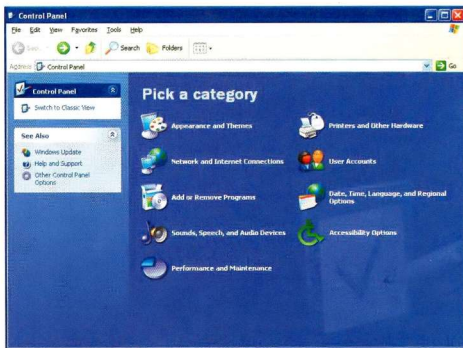 Control Panel
File Edit View Favorites Tools Help
Back Search Folders
Address Control Panel Go
Control Panel
Switch to Classic View
See Also
Windows Update
Help and Support
Other Control Panel
Options
Pick a category
Appearance and Themes
Printers and Other Hardware
Network and Internet Connections
User Accounts
Add or Remove Programs
Date, Time, Language, and Regional
Options
Sounds, Speech, and Audio Devices
Accessibility Options
Performance and Maintenance